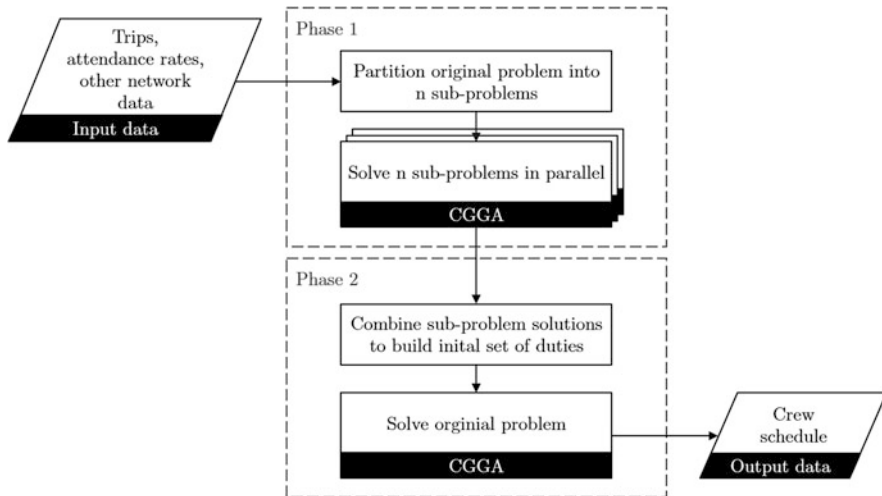 Trips,
attendance rates,
other network
data
Input data
Phase 1
Partition original problem into
n sub-problems
Solve n sub-problems in parallel
CGGA
Phase 2
Combine sub-problem solutions
to build inital set of duties
Solve orginial problem
CGGA
Crew
schedule
Output data